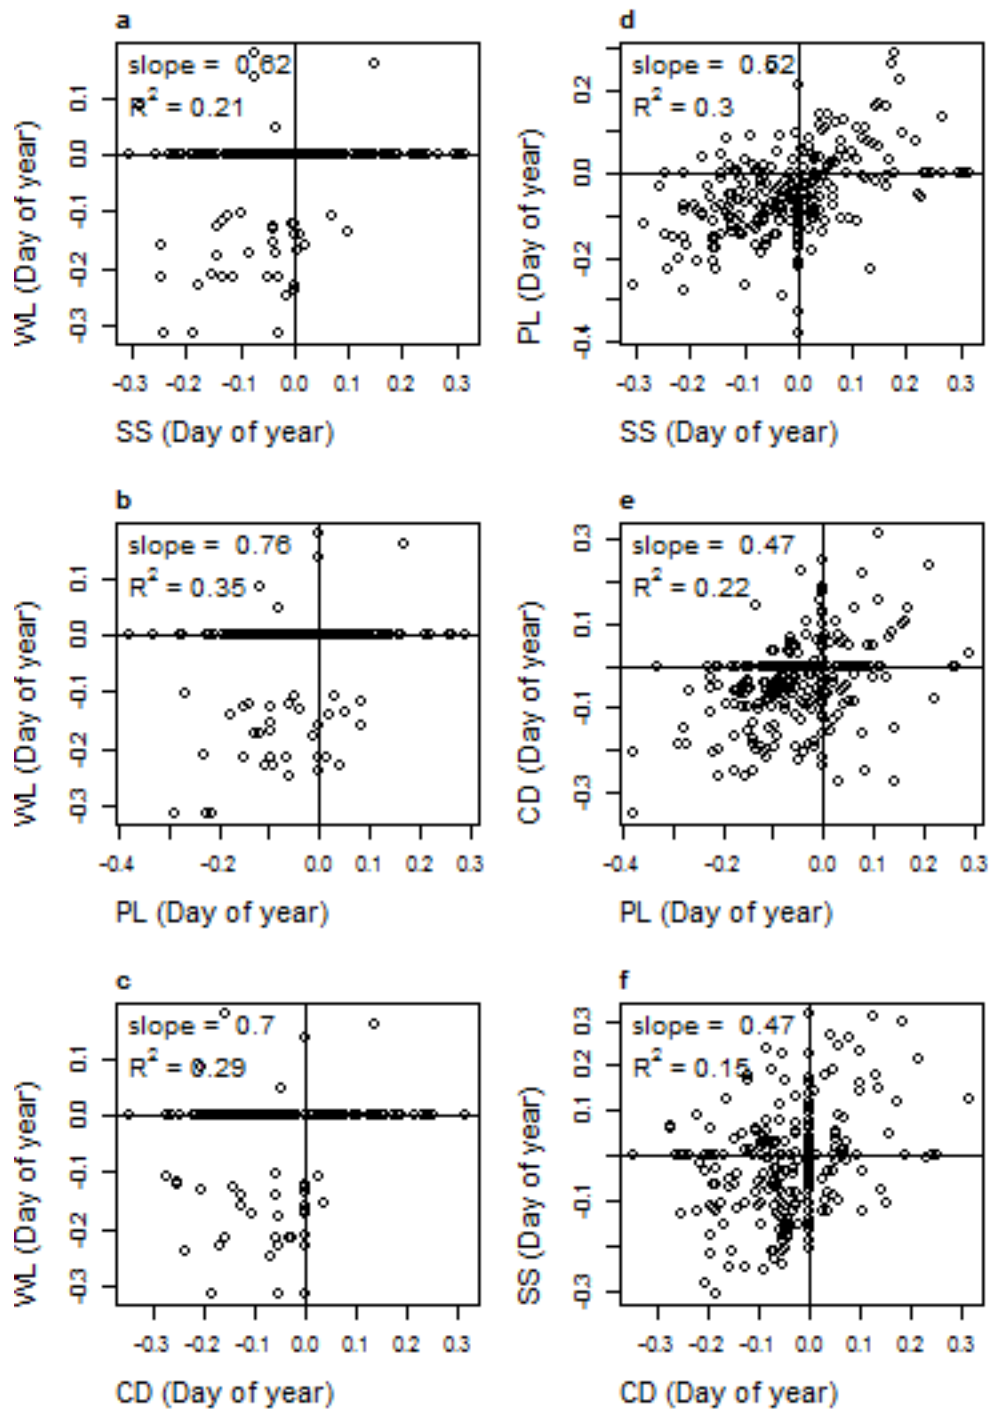 a
slope = 0.62
R² = 0.21
0.1
0.0
-0.1
-0.2
-0.3
WL (Day of year)
-0.3 -0.2 -0.1 0.0 0.1 0.2 0.3
SS (Day of year)
d
slope = 0.52
R² = 0.3
0.2
0.0
-0.2
-0.4
PL (Day of year)
-0.3 -0.1 0.0 0.1 0.2 0.3
SS (Day of year)
b
slope = 0.76
R² = 0.35
0.1
0.0
-0.1
-0.2
-0.3
WL (Day of year)
-0.4 -0.2 0.0 0.1 0.2 0.3
PL (Day of year)
e
slope = 0.47
R² = 0.22
0.3
0.1
-0.1
-0.3
CD (Day of year)
-0.4 -0.2 0.0 0.1 0.2 0.3
PL (Day of year)
c
slope = 0.7
R² = 0.29
0.1
0.0
-0.1
-0.2
-0.3
WL (Day of year)
-0.3 -0.2 -0.1 0.0 0.1 0.2 0.3
CD (Day of year)
f
slope = 0.47
R² = 0.15
0.3
0.2
0.1
-0.1
-0.3
SS (Day of year)
-0.3 -0.2 -0.1 0.0 0.1 0.2 0.3
CD (Day of year)